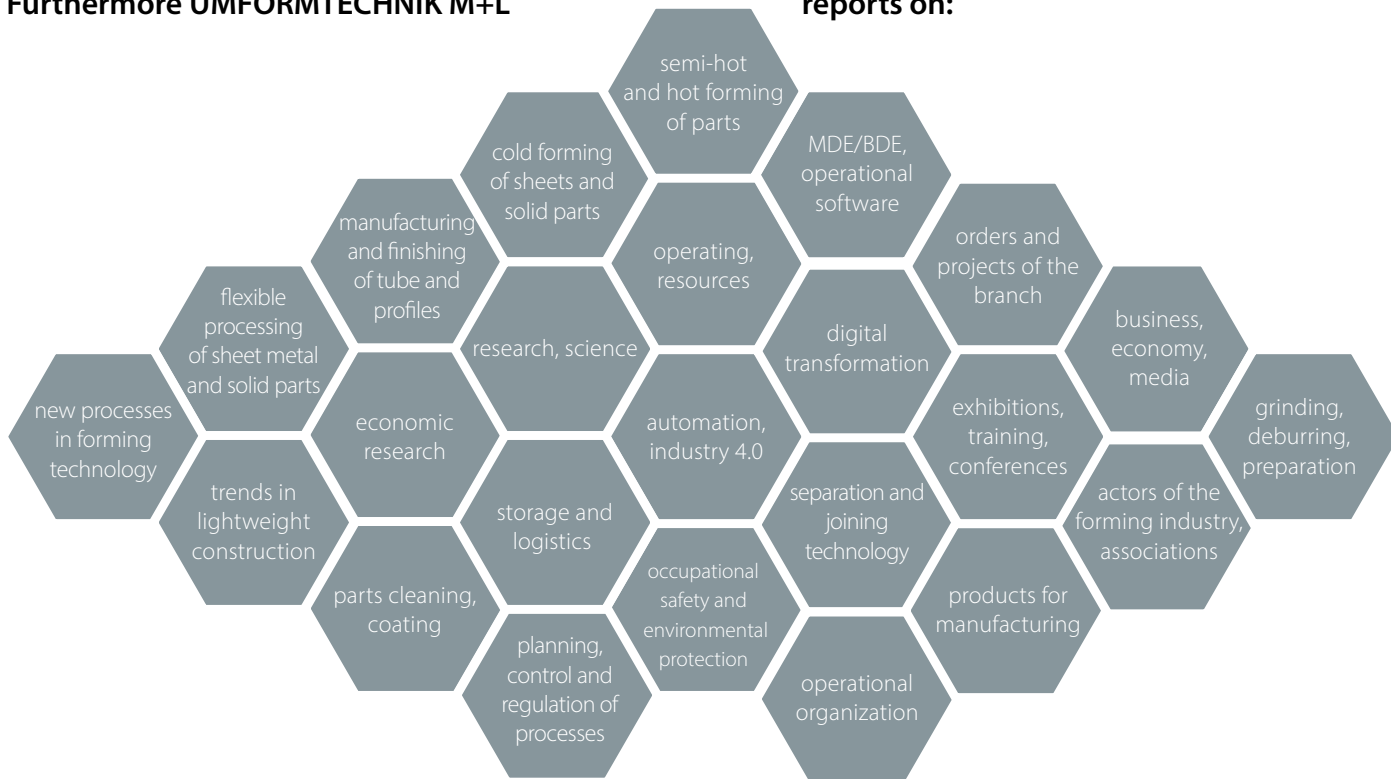 Furthermore UMFORMTECHNIK M+L reports on:
semi-hot
and hot forming
of parts
cold forming
of sheets and
solid parts
MDE/BDE,
operational
software
manufacturing
and finishing
of tube and
profiles
operating,
resources
orders and
projects of the
branch
flexible
processing
of sheet metal
and solid parts
research, science
digital
transformation
business,
economy,
media
new processes
in forming
technology
economic
research
automation,
industry 4.0
exhibitions,
training,
conferences
grinding,
deburring,
preparation
trends in
lightweight
construction
storage and
logistics
separation and
joining
technology
actors of the
forming industry,
associations
parts cleaning,
coating
occupational
safety and
environmental
protection
products for
manufacturing
planning,
control and
regulation of
processes
operational
organization